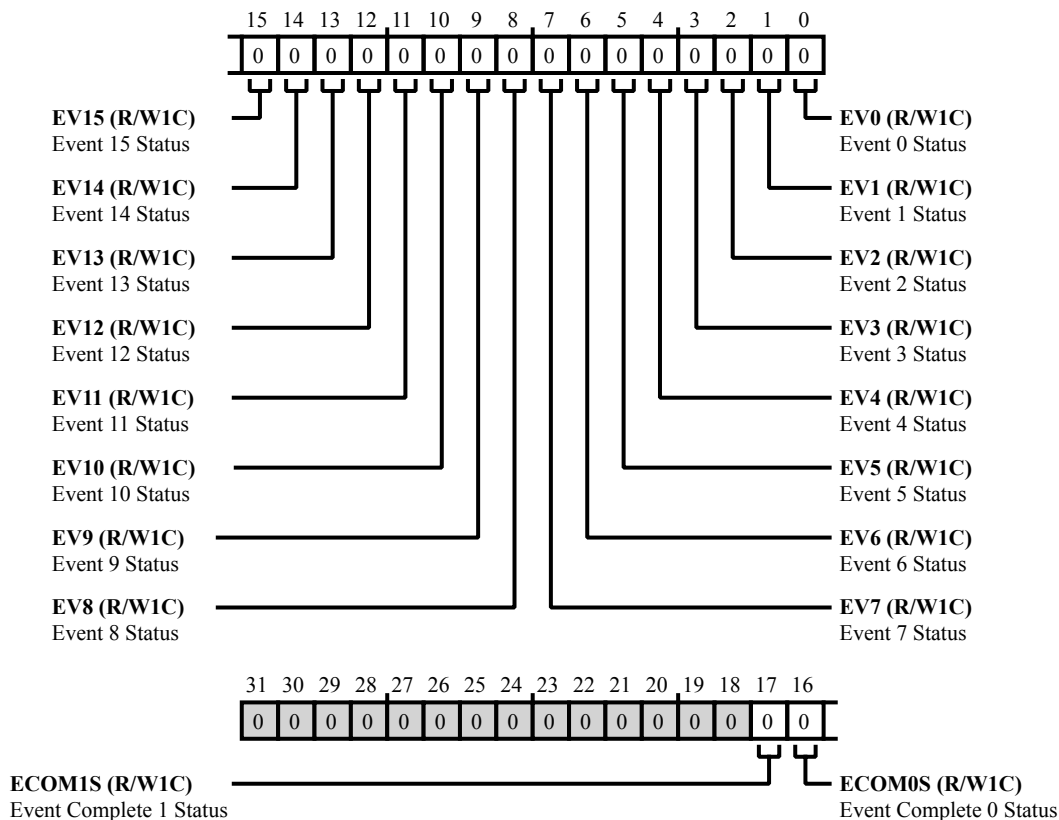 15 14 13 12 11 10 9 8 7 6 5 4 3 2 1 0
0 0 0 0 0 0 0 0 0 0 0 0 0 0 0 0
EV15 (R/W1C)
Event 15 Status
EV0 (R/W1C)
Event 0 Status
EV14 (R/W1C)
Event 14 Status
EV1 (R/W1C)
Event 1 Status
EV13 (R/W1C)
Event 13 Status
EV2 (R/W1C)
Event 2 Status
EV12 (R/W1C)
Event 12 Status
EV3 (R/W1C)
Event 3 Status
EV11 (R/W1C)
Event 11 Status
EV4 (R/W1C)
Event 4 Status
EV10 (R/W1C)
Event 10 Status
EV5 (R/W1C)
Event 5 Status
EV9 (R/W1C)
Event 9 Status
EV6 (R/W1C)
Event 6 Status
EV8 (R/W1C)
Event 8 Status
EV7 (R/W1C)
Event 7 Status
31 30 29 28 27 26 25 24 23 22 21 20 19 18 17 16
0 0 0 0 0 0 0 0 0 0 0 0 0 0 0 0
ECOM1S (R/W1C)
Event Complete 1 Status
ECOM0S (R/W1C)
Event Complete 0 Status